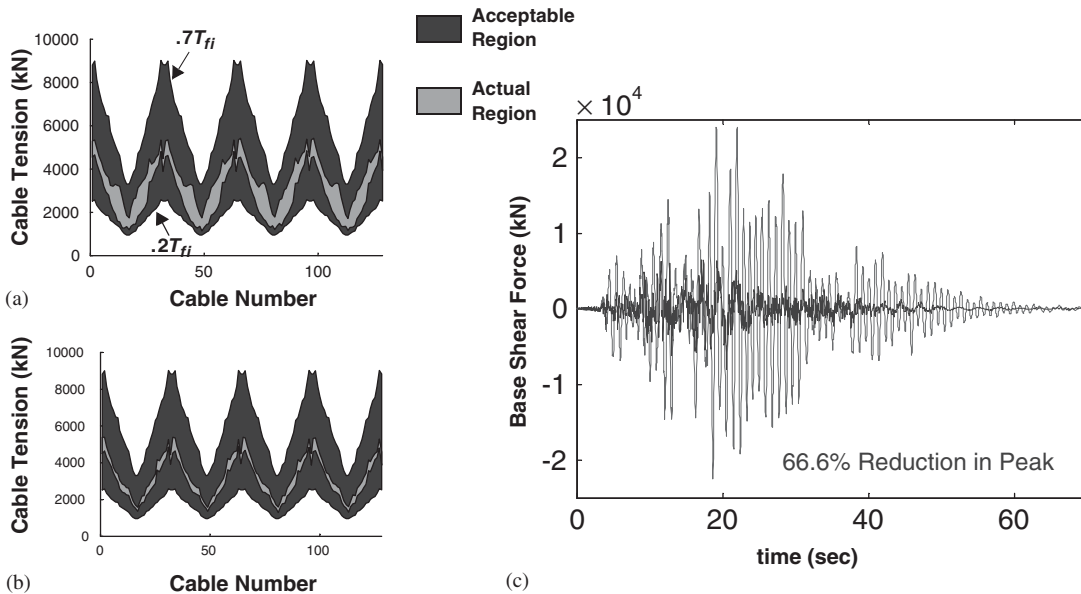 10000
8000
6000
4000
2000
0
Cable Tension (kN)
.7Tfi
.2Tfi
0
50
100
Cable Number
(a)
Acceptable
Region
Actual
Region
10000
8000
6000
4000
2000
0
Cable Tension (kN)
0
50
100
Cable Number
(b)
× 10^4
2
1
0
-1
-2
Base Shear Force (kN)
66.6% Reduction in Peak
0
20
40
60
time (sec)
(c)